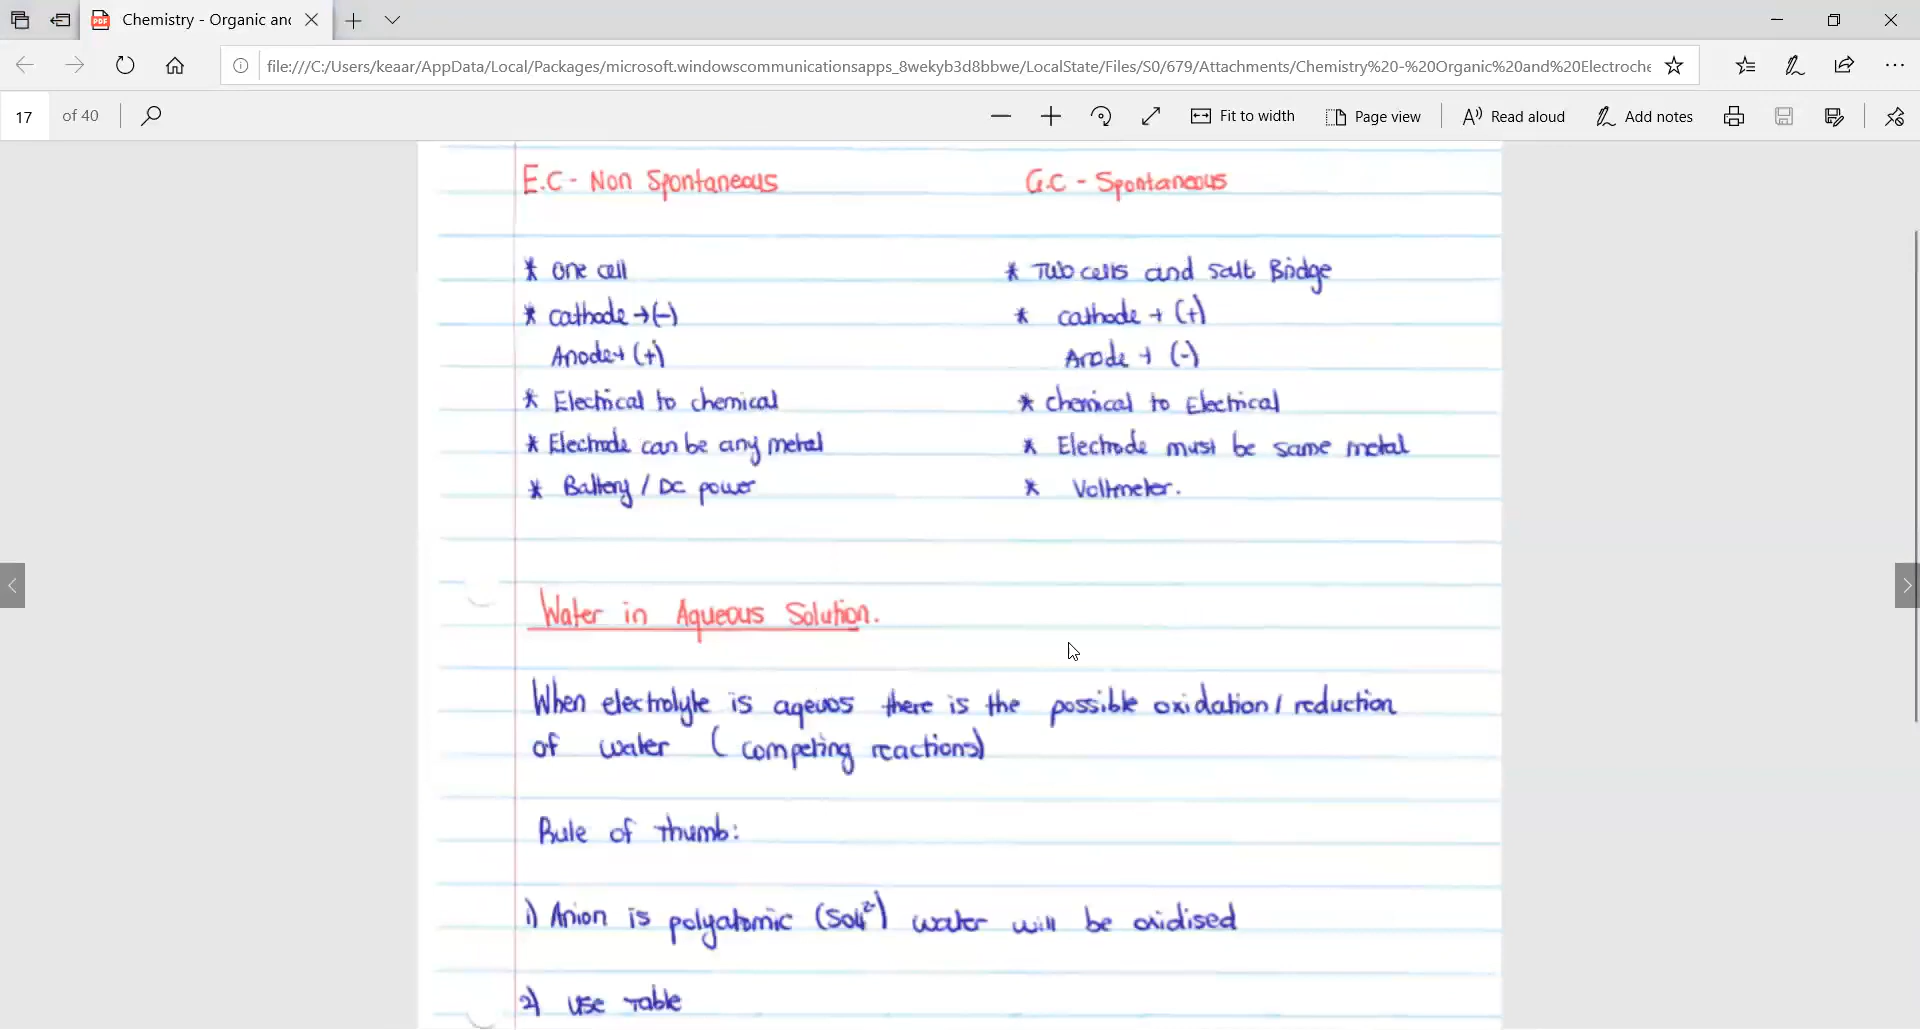 Chemistry - Organic and
file:///C:/Users/keaar/AppData/Local/Packages/microsoft.windowscommunicationsapps_8wekyb3d8bbwe/LocalState/Files/S0/679/Attachments/Chemistry%20-%20Organic%20and%20Electroche
17 of 40 Fit to width Page view Read aloud Add notes
E.C - Non Spontaneous G.C - Spontaneous
* one cell * Two cells and Salt Bridge
* cathode → (-) * cathode → (+)
Anode → (+) Anode → (-)
* Electrical to chemical * chemical to Electrical
* Electrode can be any metal * Electrode must be same metal
* Battery / DC power * Voltmeter.
Water in Aqueous Solution.
When electrolyte is aqeuos there is the possible oxidation / reduction
of water (competing reactions)
Rule of thumb:
1) Anion is polyatomic (SO4²⁻) water will be oxidised
2) use Table